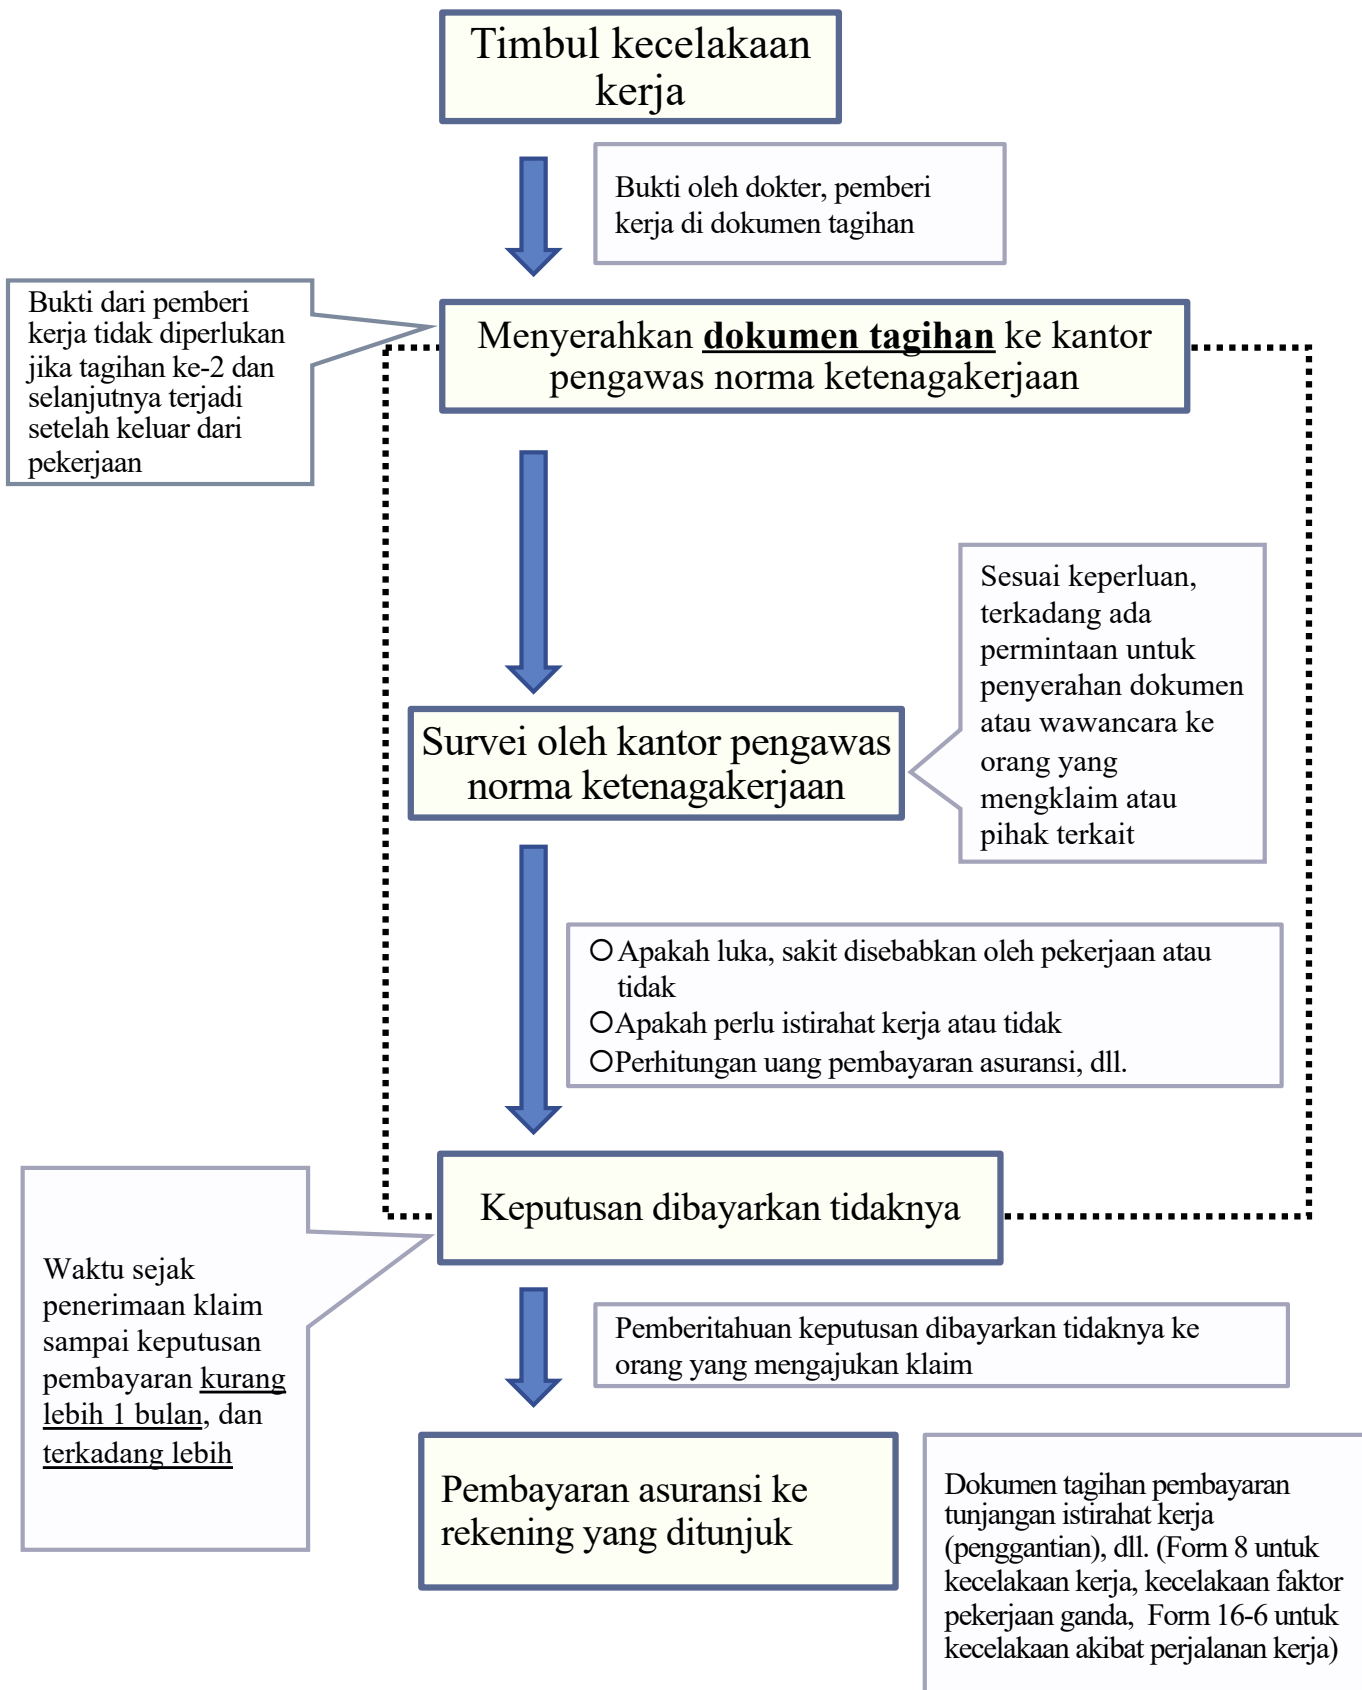 Timbul kecelakaan
kerja
Bukti oleh dokter, pemberi
kerja di dokumen tagihan
Bukti dari pemberi
kerja tidak diperlukan
jika tagihan ke-2 dan
selanjutnya terjadi
setelah keluar dari
pekerjaan
Menyerahkan dokumen tagihan ke kantor
pengawas norma ketenagakerjaan
Sesuai keperluan,
terkadang ada
permintaan untuk
penyerahan dokumen
atau wawancara ke
orang yang
mengklaim atau
pihak terkait
Survei oleh kantor pengawas
norma ketenagakerjaan
○Apakah luka, sakit disebabkan oleh pekerjaan atau
tidak
○Apakah perlu istirahat kerja atau tidak
○Perhitungan uang pembayaran asuransi, dll.
Keputusan dibayarkan tidaknya
Waktu sejak
penerimaan klaim
sampai keputusan
pembayaran kurang
lebih 1 bulan, dan
terkadang lebih
Pemberitahuan keputusan dibayarkan tidaknya ke
orang yang mengajukan klaim
Pembayaran asuransi ke
rekening yang ditunjuk
Dokumen tagihan pembayaran
tunjangan istirahat kerja
(penggantian), dll. (Form 8 untuk
kecelakaan kerja, kecelakaan faktor
pekerjaan ganda, Form 16-6 untuk
kecelakaan akibat perjalanan kerja)